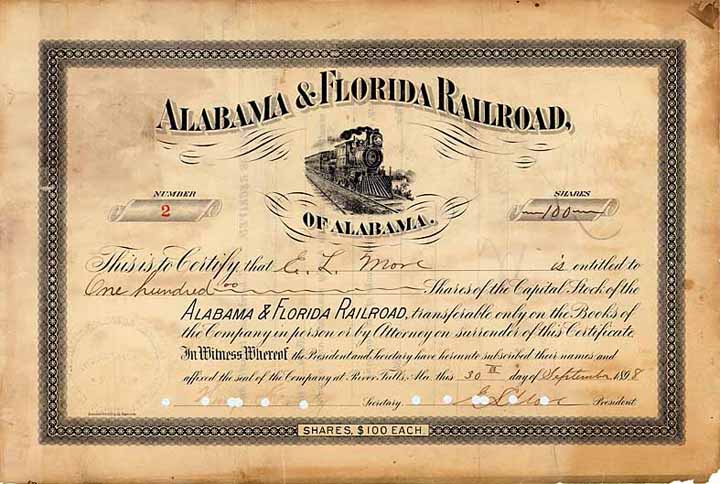 ALABAMA & FLORIDA RAILROAD,
NUMBER
2
SHARES
100
OF ALABAMA.
This is to Certify, that E. L. More is entitled to
One hundred 00 Shares of the Capital Stock of the
ALABAMA & FLORIDA RAILROAD, transferable only on the Books of
the Company in person or by Attorney on surrender of this Certificate.
In Witness Whereof the President and Secretary have hereunto subscribed their names and
affixed the seal of the Company at River Falls, Ala. this 30th day of September 1898
Secretary. E. L. More President.
SHARES, $100 EACH.